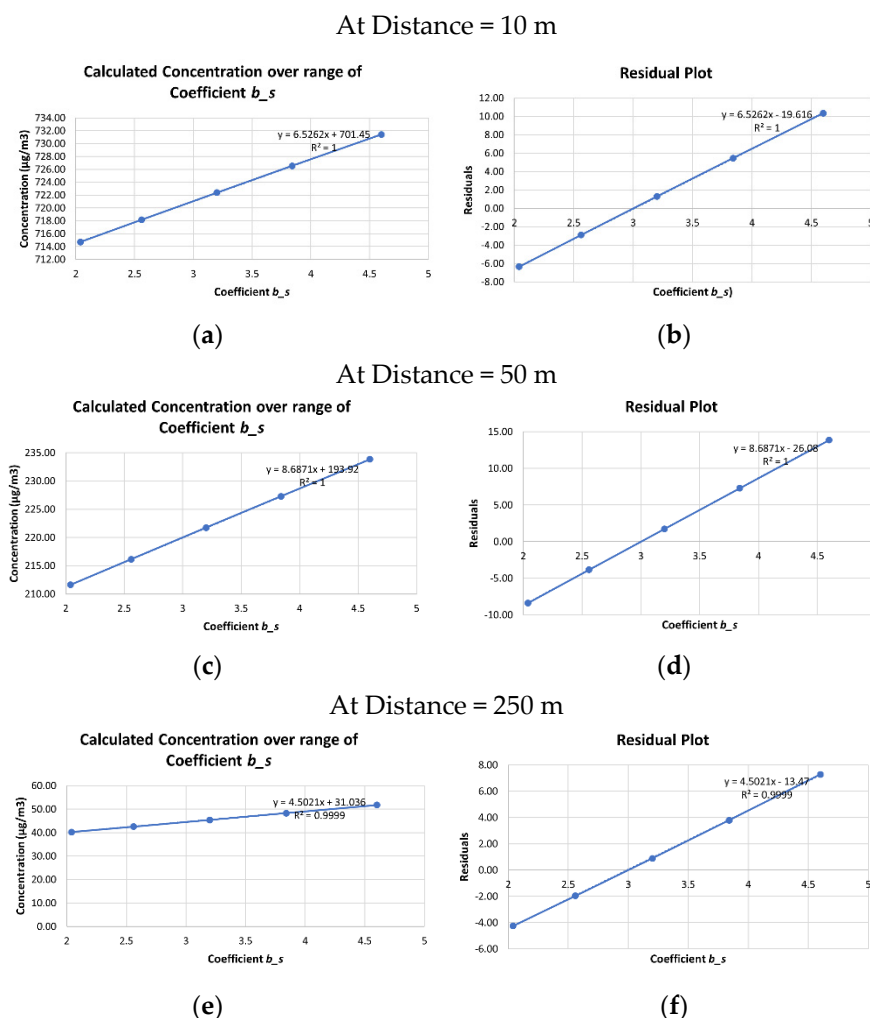 At Distance = 10 m
Calculated Concentration over range of
Coefficient b_s
Concentration (µg/m3)
734.00
732.00
730.00
728.00
726.00
724.00
722.00
720.00
718.00
716.00
714.00
712.00
y = 6.5262x + 701.45
R² = 1
2 2.5 3 3.5 4 4.5 5
Coefficient b_s
(a)
Residual Plot
Residuals
12.00
10.00
8.00
6.00
4.00
2.00
0.00
-2.00
-4.00
-6.00
-8.00
y = 6.5262x - 19.616
R² = 1
2 2.5 3 3.5 4 4.5
Coefficient b_s)
(b)
At Distance = 50 m
Calculated Concentration over range of
Coefficient b_s
Concentration (µg/m3)
235.00
230.00
225.00
220.00
215.00
210.00
y = 8.6871x + 193.92
R² = 1
2 2.5 3 3.5 4 4.5 5
Coefficient b_s
(c)
Residual Plot
Residuals
15.00
10.00
5.00
0.00
-5.00
-10.00
y = 8.6871x - 26.08
R² = 1
2 2.5 3 3.5 4 4.5
Coefficient b_s
(d)
At Distance = 250 m
Calculated Concentration over range of
Coefficient b_s
Concentration (µg/m3)
60.00
50.00
40.00
30.00
20.00
10.00
0.00
y = 4.5021x + 31.036
R² = 0.9999
2 2.5 3 3.5 4 4.5 5
Coefficient b_s
(e)
Residual Plot
Residuals
8.00
6.00
4.00
2.00
0.00
-2.00
-4.00
-6.00
y = 4.5021x - 13.47
R² = 0.9999
2 2.5 3 3.5 4 4.5 5
Coefficient b_s
(f)